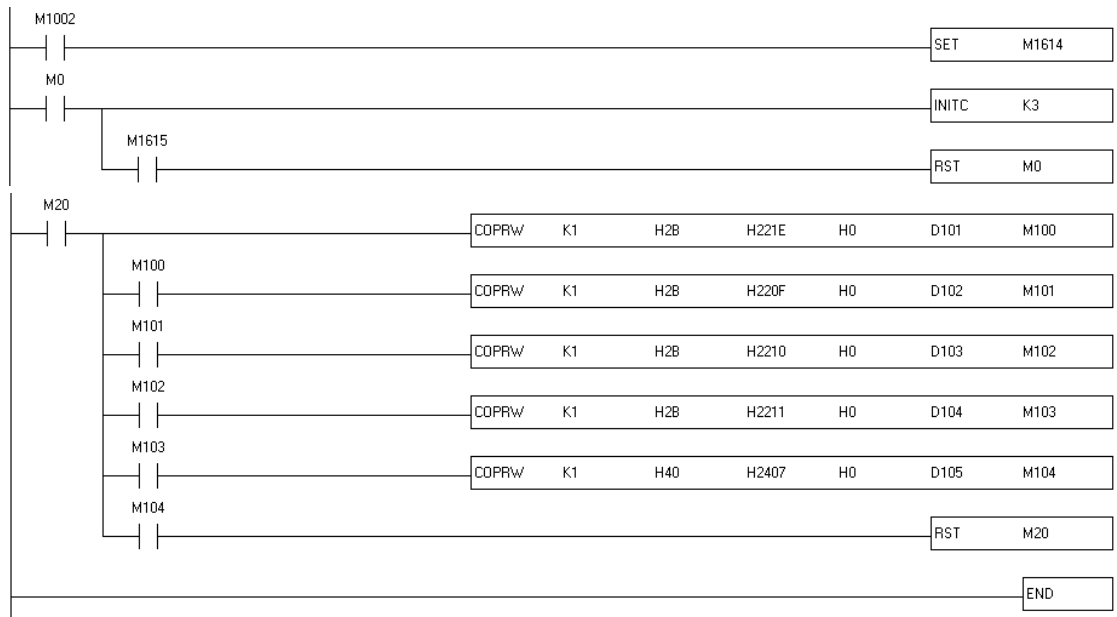 M1002
SET M1614
M0
INITC K3
M1615
RST M0
M20
COPRW K1 H2B H221E H0 D101 M100
M100
COPRW K1 H2B H220F H0 D102 M101
M101
COPRW K1 H2B H2210 H0 D103 M102
M102
COPRW K1 H2B H2211 H0 D104 M103
M103
COPRW K1 H40 H2407 H0 D105 M104
M104
RST M20
END